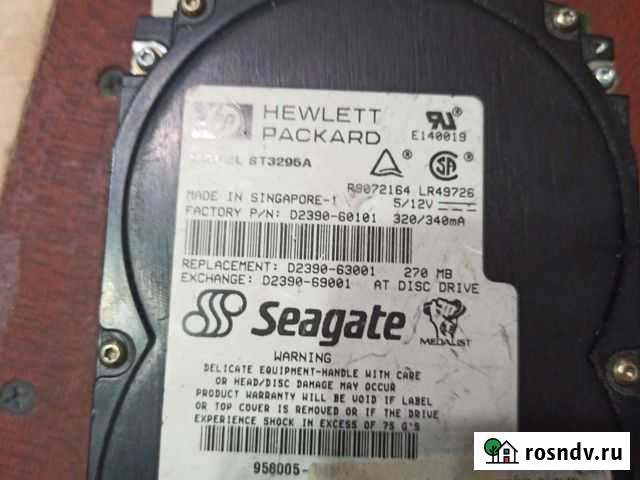 hp HEWLETT
PACKARD
E140019
ST3295A
R9072164 LR49726
MADE IN SINGAPORE-1 5/12V
FACTORY P/N: D2390-60101 320/340mA
REPLACEMENT: D2390-63001 270 MB
EXCHANGE: D2390-69001 AT DISC DRIVE
Seagate
MEDALIST
WARNING
DELICATE EQUIPMENT-HANDLE WITH CARE
OR HEAD/DISC DAMAGE MAY OCCUR
PRODUCT WARRANTY WILL BE VOID IF LABEL
OR TOP COVER IS REMOVED OR IF THE DRIVE
EXPERIENCE SHOCK IN EXCESS OF 75 G'S
958005-
rosndv.ru